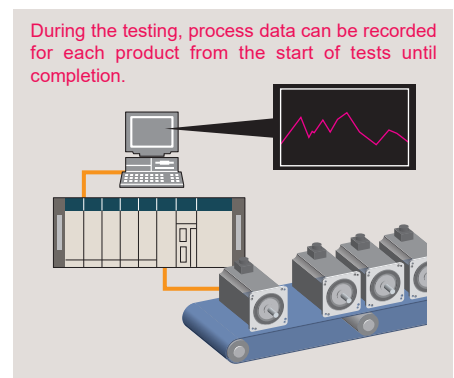 During the testing, process data can be recorded
for each product from the start of tests until
completion.